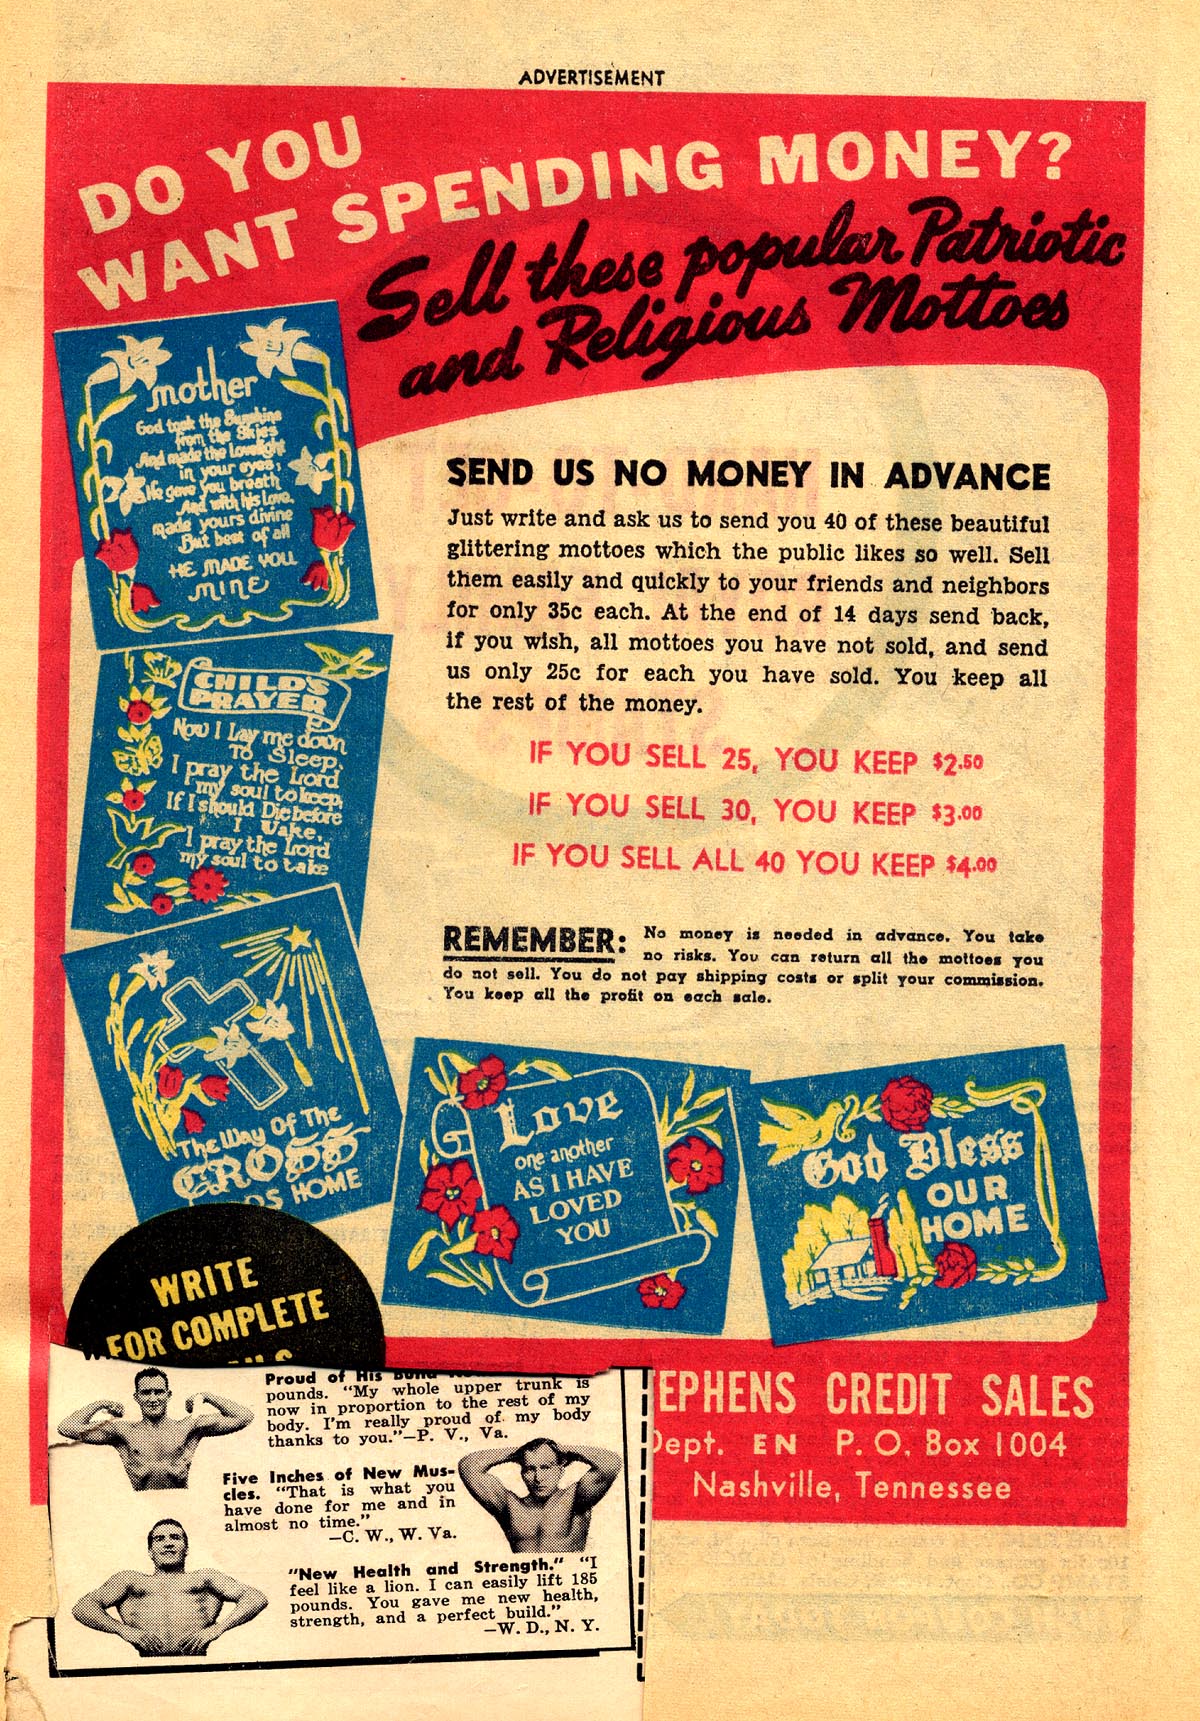 ADVERTISEMENT
DO YOU
WANT SPENDING MONEY?
Sell these popular Patriotic
and Religious Mottoes
mother
God took the Sunshine
from the Skies
And made the Lovelight
in your eyes,
He gave you breath
And with his Love.
made yours divine
But best of all
HE MADE YOU
MINE
CHILD'S
PRAYER
Now I Lay me down
To Sleep,
I pray the Lord
my soul to keep,
If I should Die before
I Wake,
I pray the Lord
my soul to take
The Way Of The
CROSS
DS HOME
SEND US NO MONEY IN ADVANCE
Just write and ask us to send you 40 of these beautiful
glittering mottoes which the public likes so well. Sell
them easily and quickly to your friends and neighbors
for only 35c each. At the end of 14 days send back,
if you wish, all mottoes you have not sold, and send
us only 25c for each you have sold. You keep all
the rest of the money.
IF YOU SELL 25, YOU KEEP $2.50
IF YOU SELL 30, YOU KEEP $3.00
IF YOU SELL ALL 40 YOU KEEP $4.00
REMEMBER: No money is needed in advance. You take
no risks. You can return all the mottoes you
do not sell. You do not pay shipping costs or split your commission.
You keep all the profit on each sale.
Love
one another
AS I HAVE
LOVED
YOU
God Bless
OUR
HOME
WRITE
FOR COMPLETE
EPHENS CREDIT SALES
Dept. EN P. O. Box 1004
Nashville, Tennessee
Proud of His
pounds. "My whole upper trunk is
now in proportion to the rest of my
body. I'm really proud of my body
thanks to you."—P. V., Va.
Five Inches of New Mus-
cles. "That is what you
have done for me and in
almost no time."
—C. W., W. Va.
"New Health and Strength." "I
feel like a lion. I can easily lift 185
pounds. You gave me new health,
strength, and a perfect build."
—W. D., N. Y.